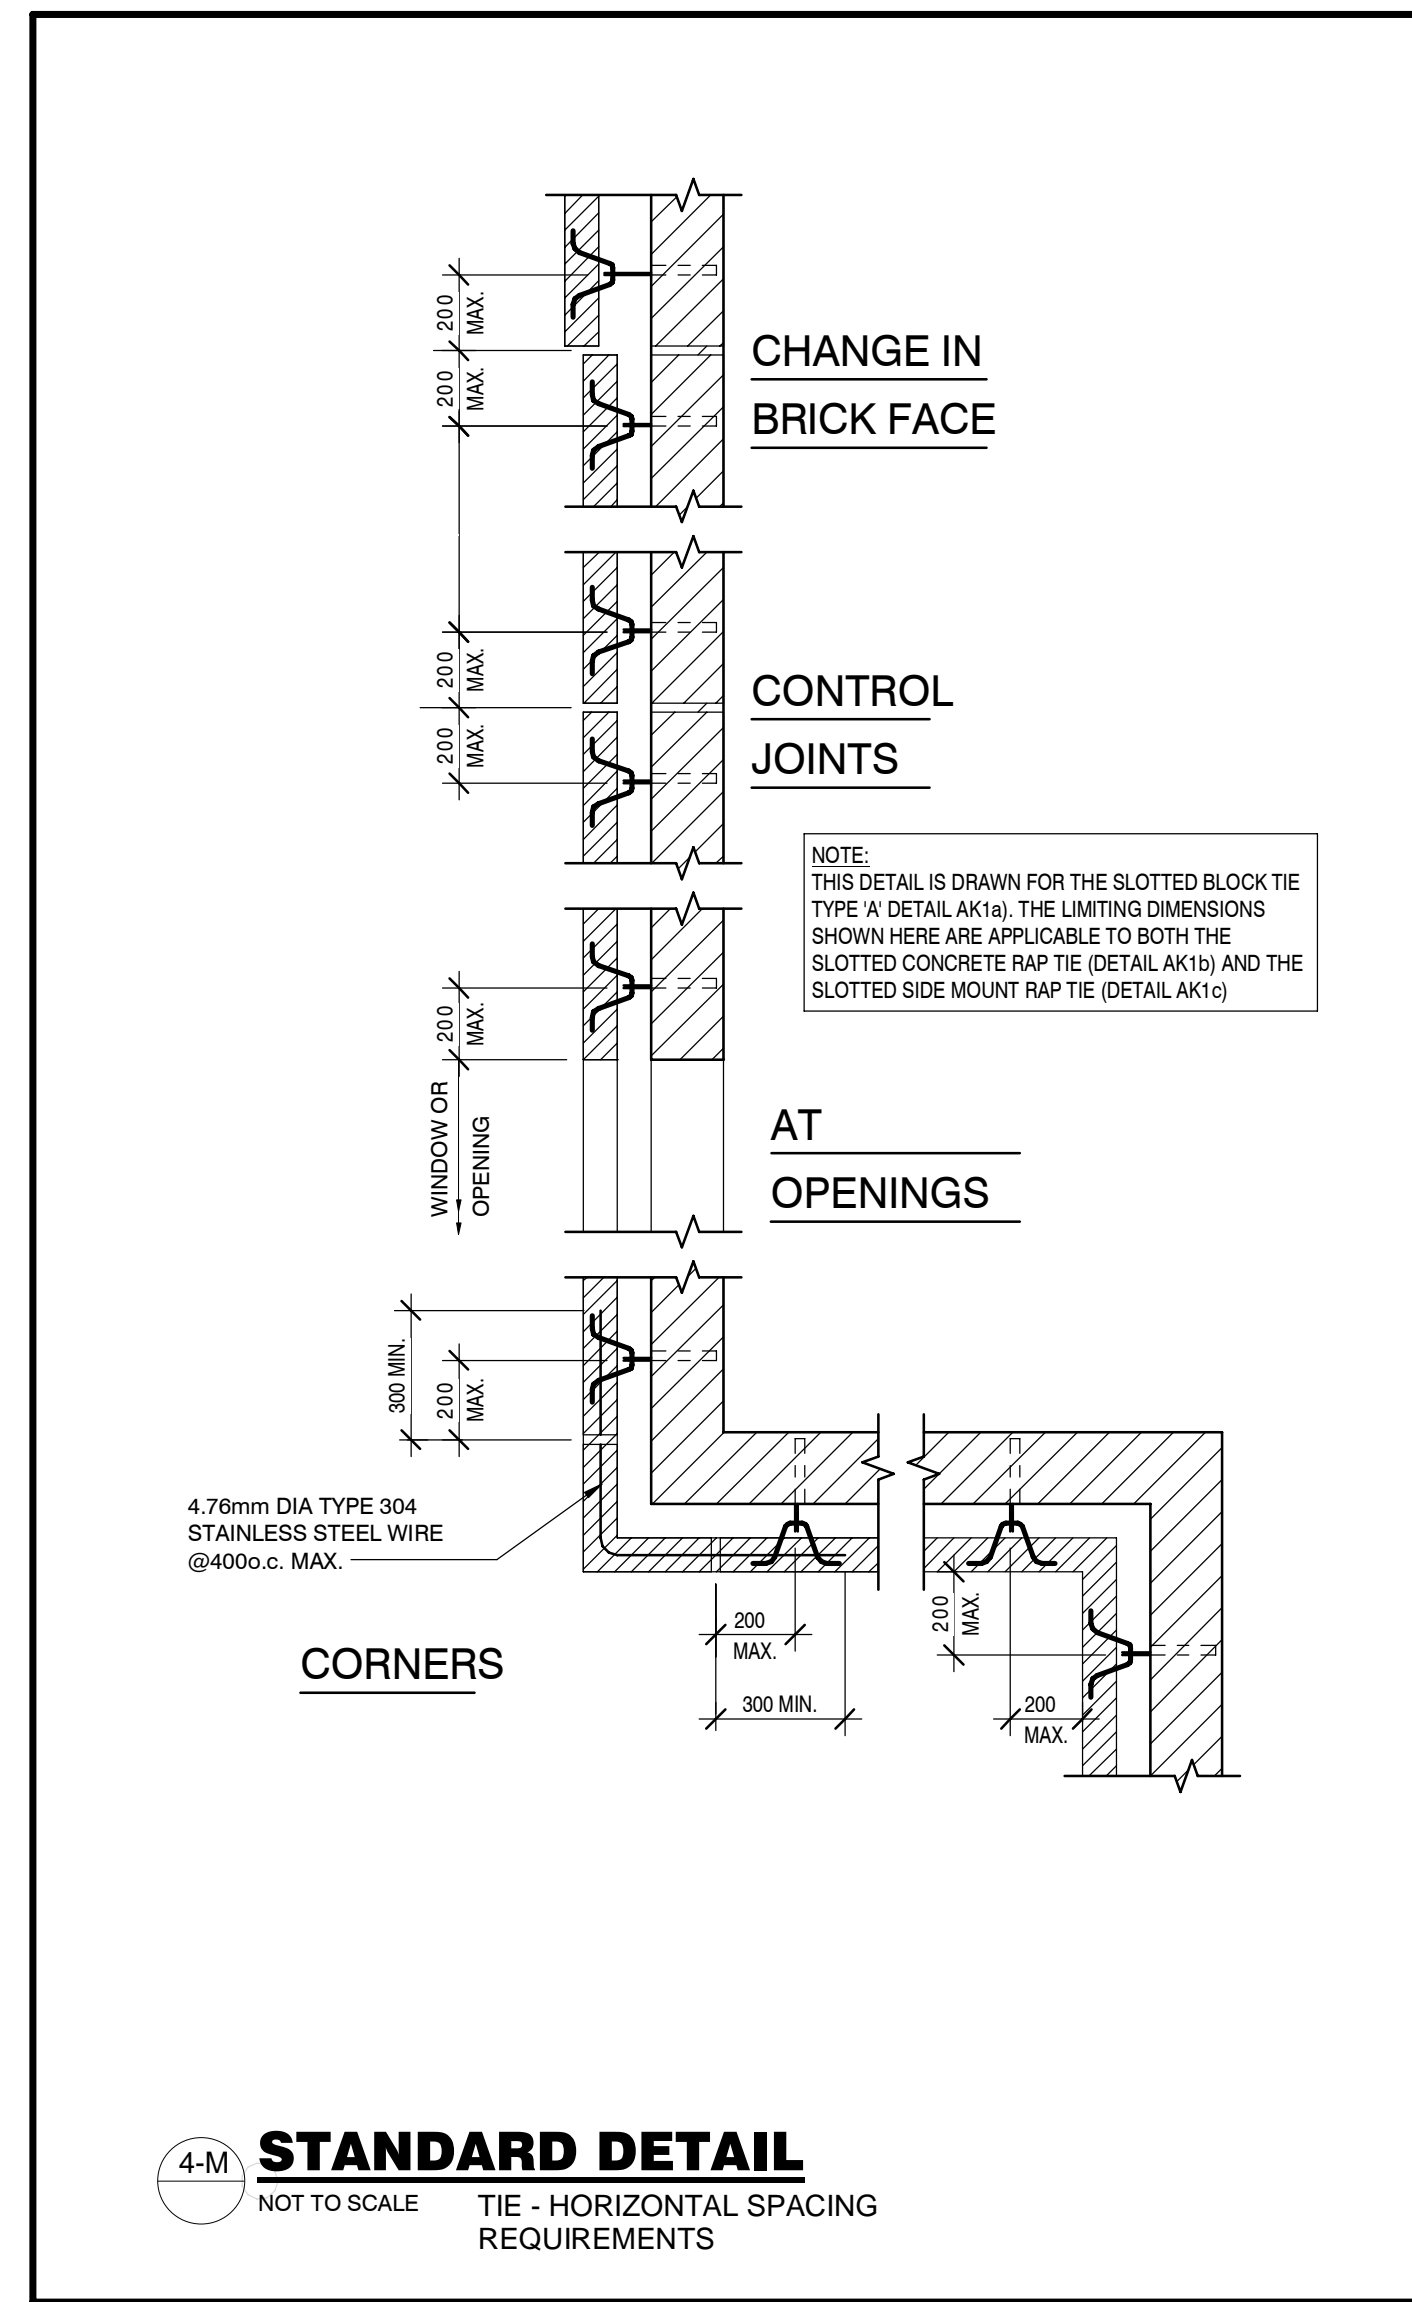 200
MAX.
200
MAX.
CHANGE IN
BRICK FACE
200
MAX.
200
MAX.
CONTROL
JOINTS
NOTE:
THIS DETAIL IS DRAWN FOR THE SLOTTED BLOCK TIE
TYPE 'A' DETAIL AK1a). THE LIMITING DIMENSIONS
SHOWN HERE ARE APPLICABLE TO BOTH THE
SLOTTED CONCRETE RAP TIE (DETAIL AK1b) AND THE
SLOTTED SIDE MOUNT RAP TIE (DETAIL AK1c)
200
MAX.
WINDOW OR
OPENING
AT
OPENINGS
300 MIN.
200
MAX.
4.76mm DIA TYPE 304
STAINLESS STEEL WIRE
@400o.c. MAX.
200
MAX.
200
MAX.
300 MIN.
200
MAX.
CORNERS
4-M
STANDARD DETAIL
NOT TO SCALE
TIE - HORIZONTAL SPACING
REQUIREMENTS